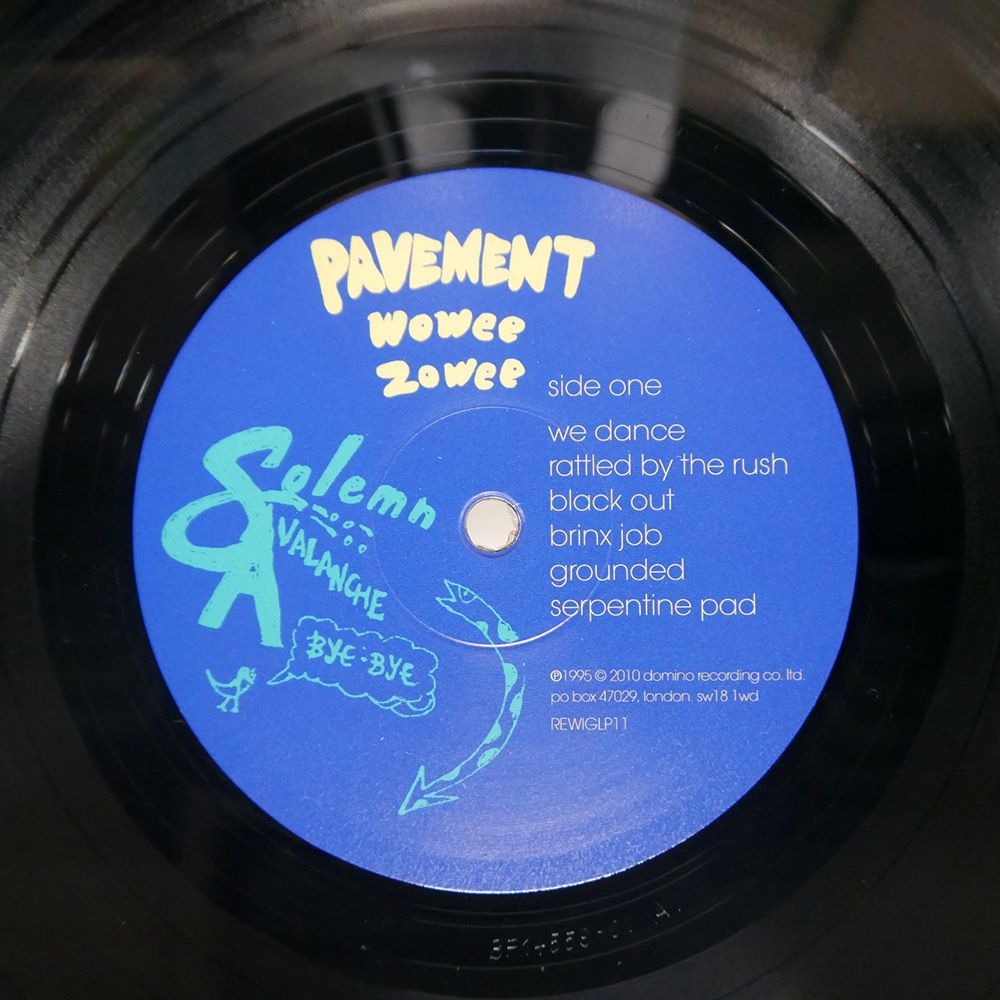 PAVEMENT
wowee
zowee
side one
we dance
rattled by the rush
black out
brinx job
grounded
serpentine pad
Solemn
AVALANCHE
BYE-BYE
℗1995 © 2010 domino recording co. ltd.
po box 47029, london. sw18 1wd
REWIGLP11